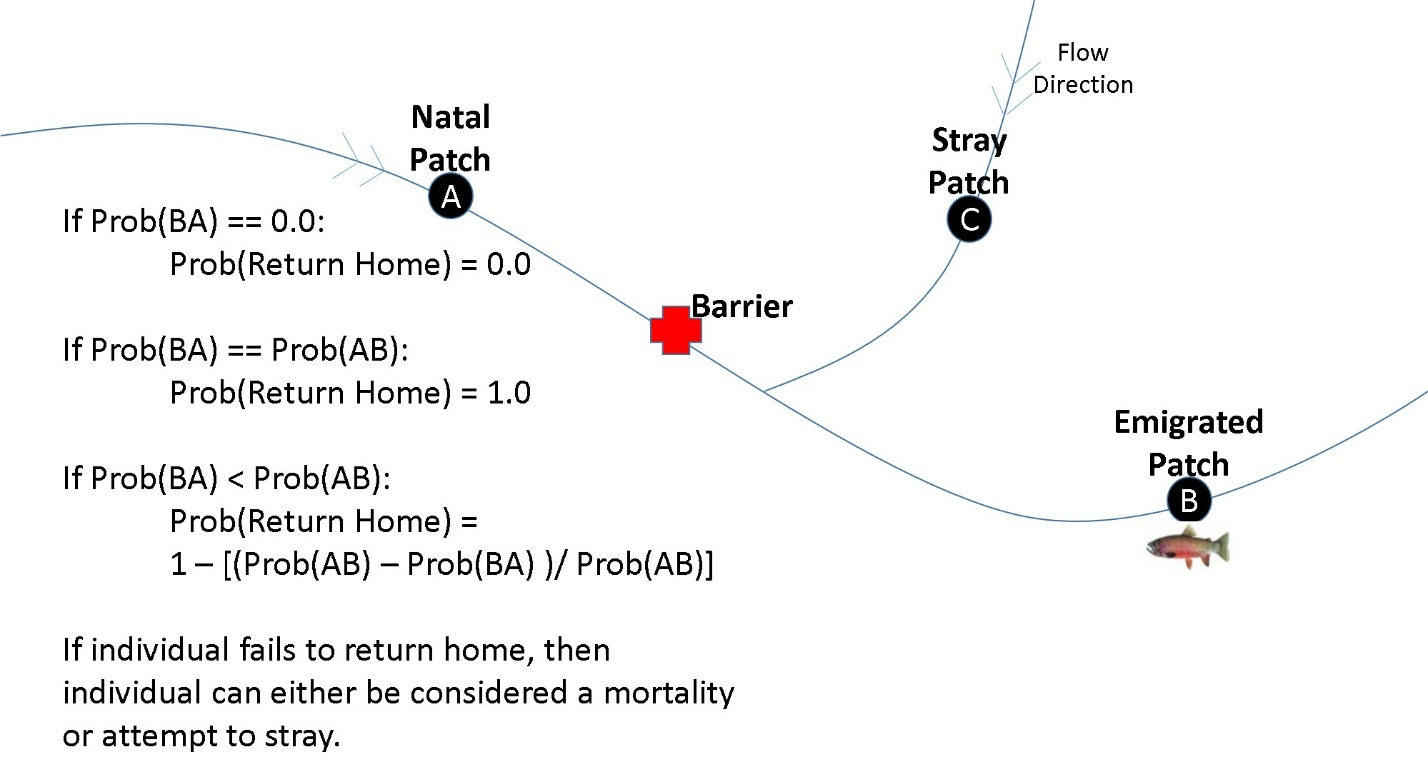 Flow
Direction
Natal
Patch
A
Stray
Patch
C
If Prob(BA) == 0.0:
Prob(Return Home) = 0.0
Barrier
If Prob(BA) == Prob(AB):
Prob(Return Home) = 1.0
Emigrated
Patch
B
If Prob(BA) < Prob(AB):
Prob(Return Home) =
1 – [(Prob(AB) – Prob(BA) )/ Prob(AB)]
If individual fails to return home, then
individual can either be considered a mortality
or attempt to stray.